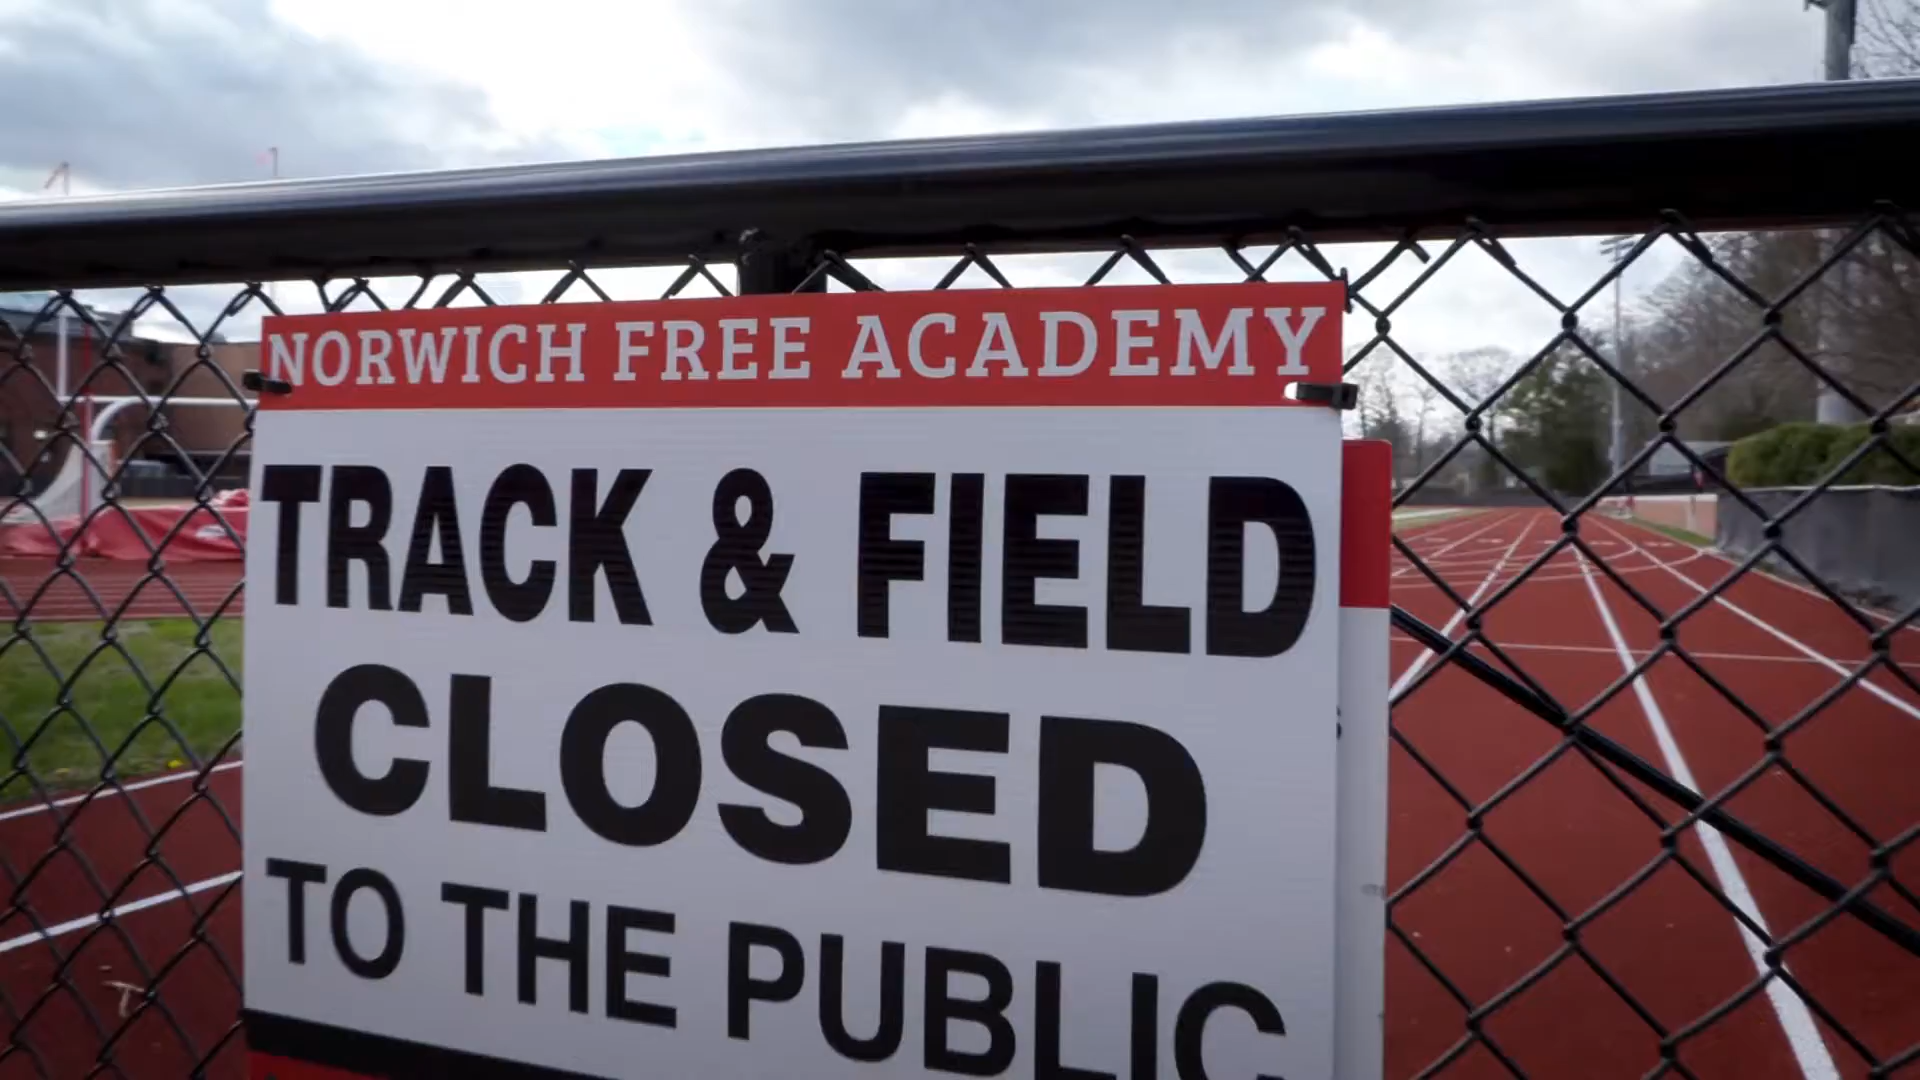 NORWICH FREE ACADEMY
TRACK & FIELD
CLOSED
TO THE PUBLIC